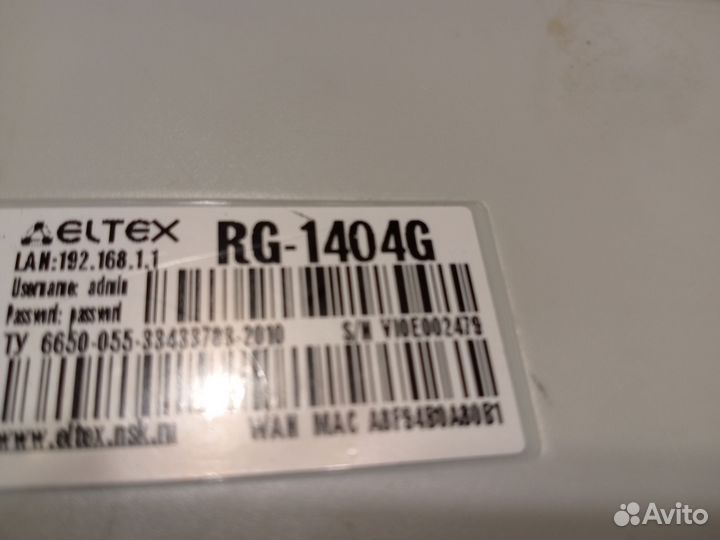 ELTEX RG-1404G
LAN:192.168.1.1
Username: admin
Password: password
ТУ 6650-055-33433783-2010 S/N VI0E002479
www.eltex.nsk.ru WAN MAC A8F94B0A80B1
Avito